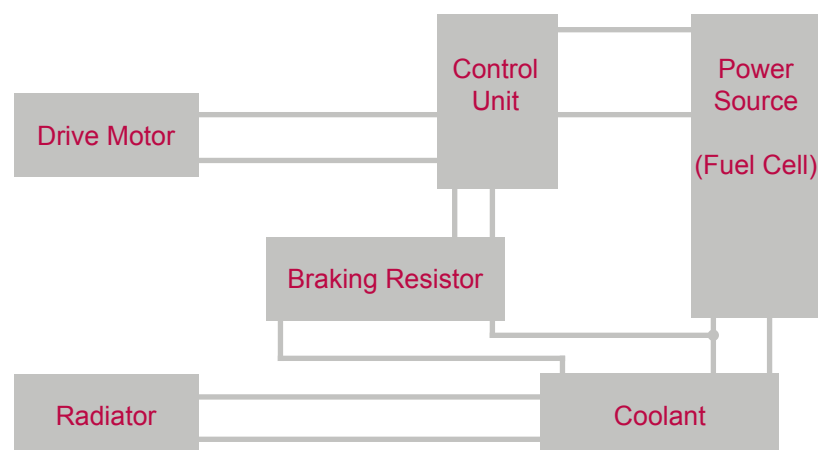 Control
Unit
Power
Source
(Fuel Cell)
Drive Motor
Braking Resistor
Radiator
Coolant